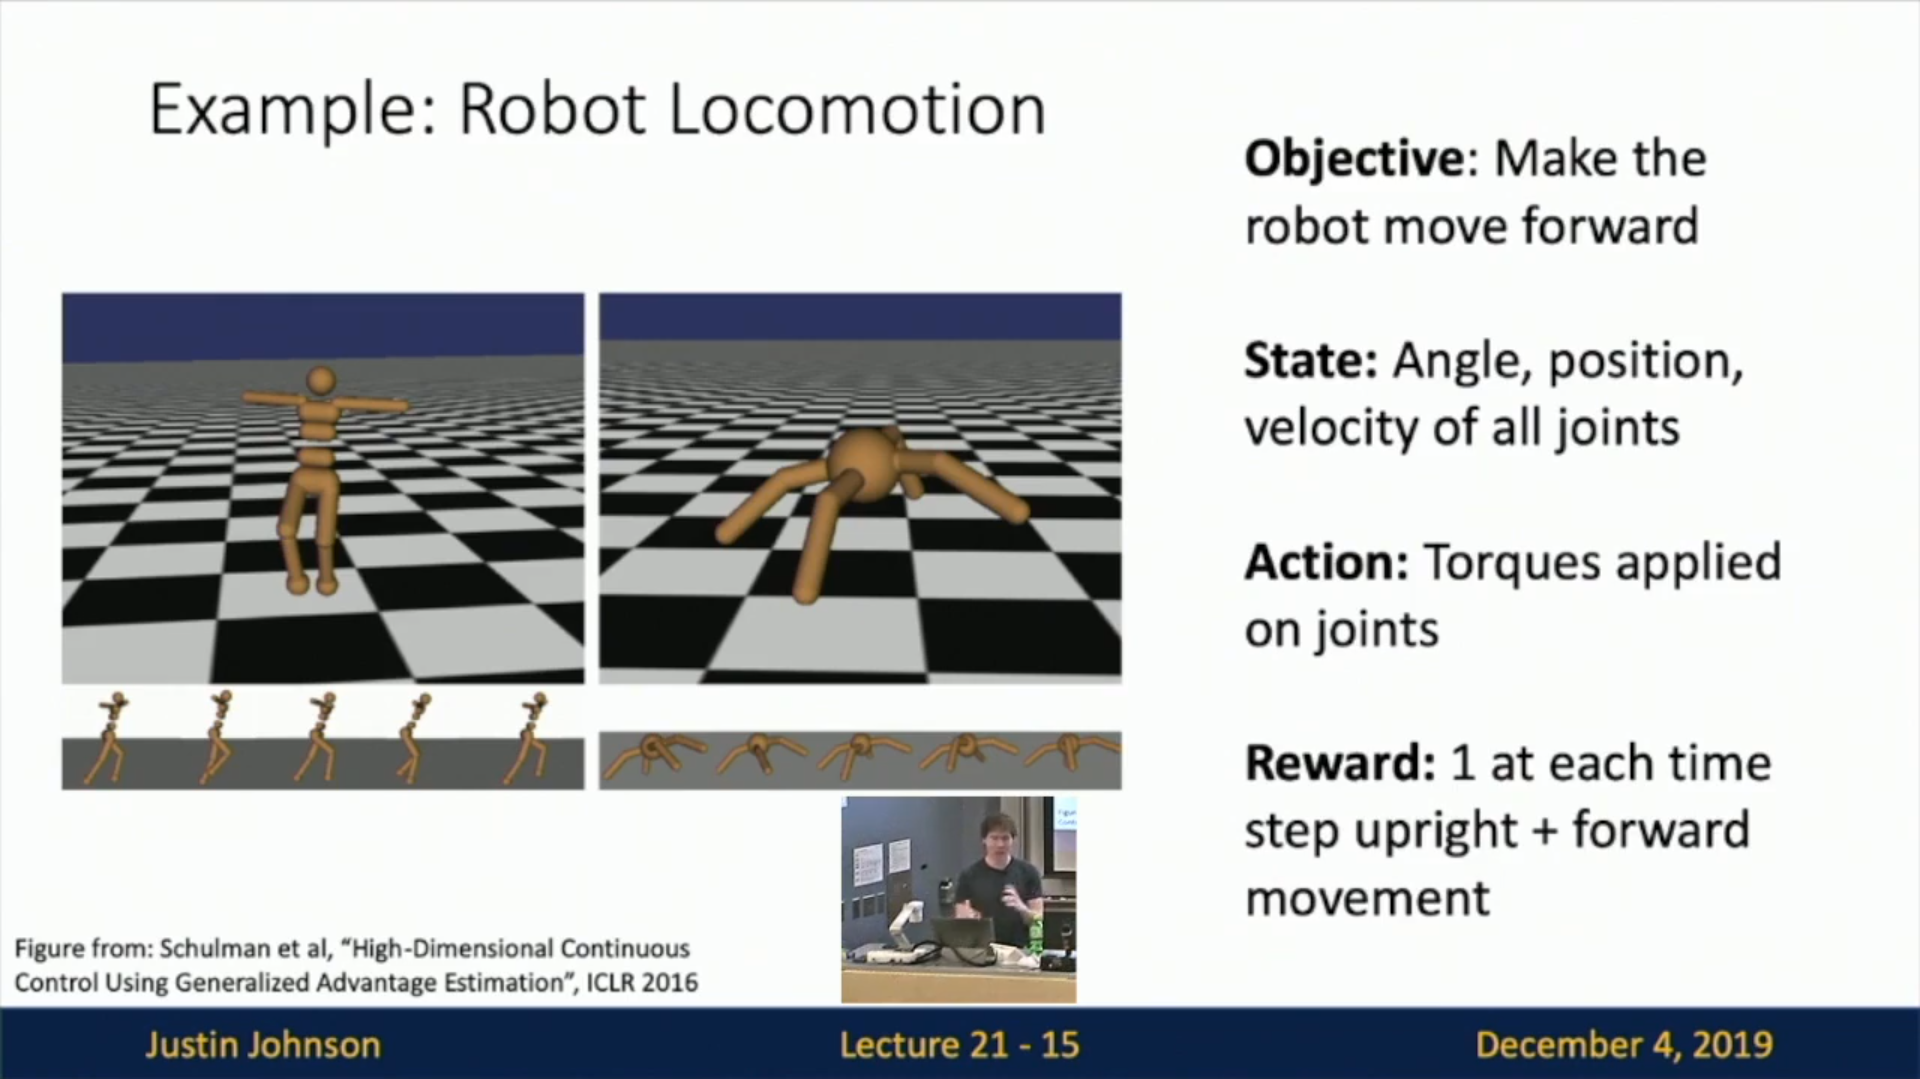 Example: Robot Locomotion
Objective: Make the
robot move forward
State: Angle, position,
velocity of all joints
Action: Torques applied
on joints
Reward: 1 at each time
step upright + forward
movement
Figure from: Schulman et al, “High-Dimensional Continuous
Control Using Generalized Advantage Estimation”, ICLR 2016
Justin Johnson
Lecture 21 - 15
December 4, 2019